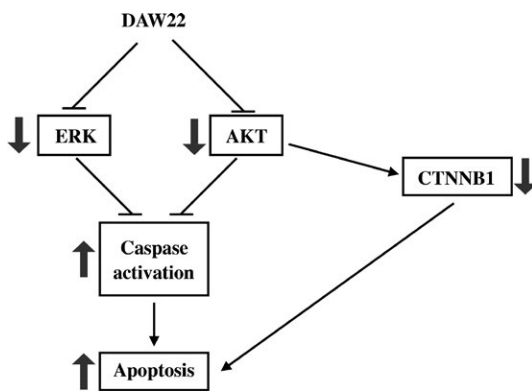 DAW22
ERK
AKT
CTNNB1
Caspase
activation
Apoptosis